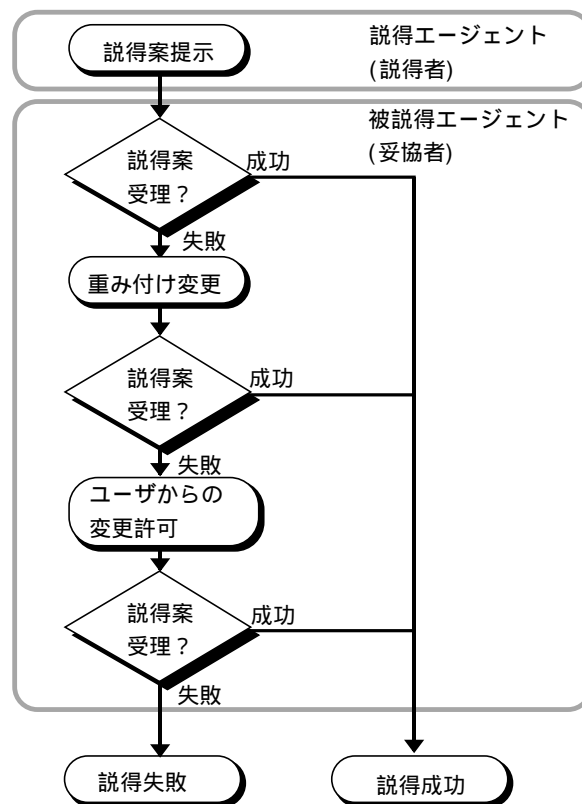 説得案提示
説得エージェント
(説得者)
被説得エージェント
(妥協者)
説得案
受理？
成功
失敗
重み付け変更
説得案
受理？
成功
失敗
ユーザからの
変更許可
説得案
受理？
成功
失敗
説得失敗
説得成功